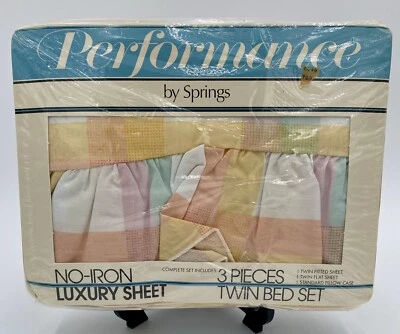 Performance
by Springs
NO-IRON
LUXURY SHEET
COMPLETE SET INCLUDES
3 PIECES
TWIN BED SET
1 TWIN FITTED SHEET
1 TWIN FLAT SHEET
1 STANDARD PILLOW CASE